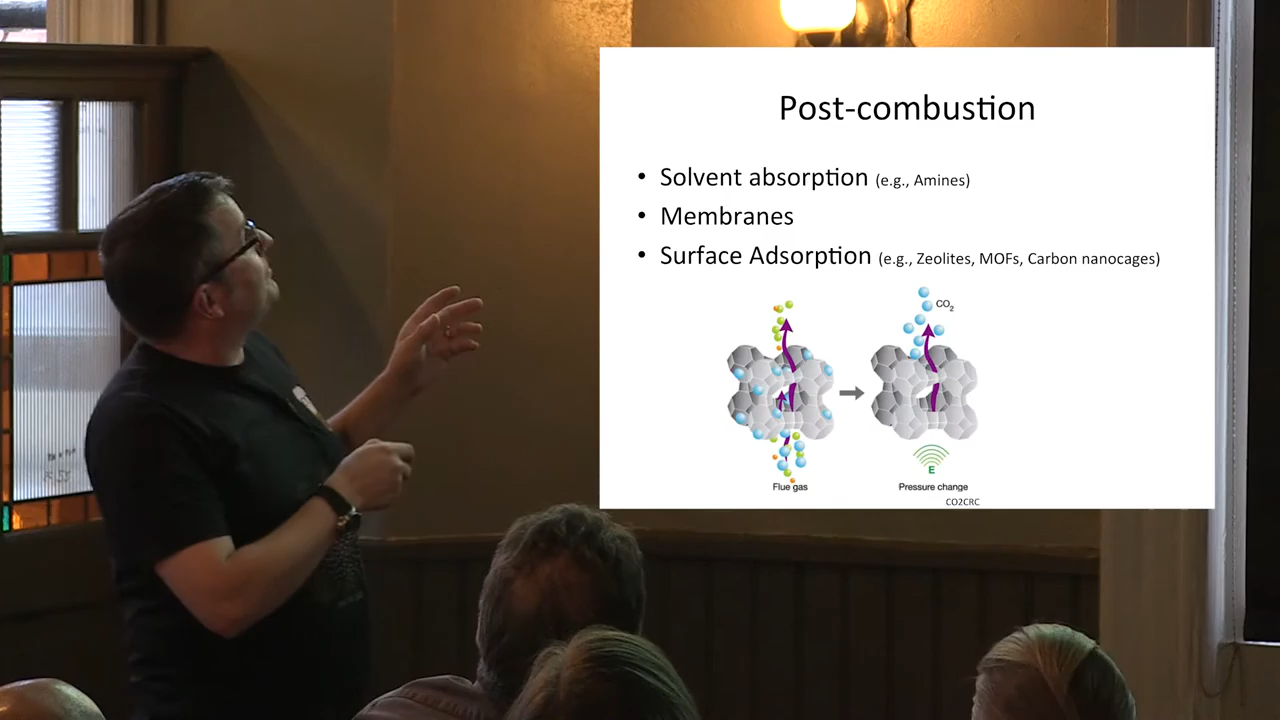 Post-combustion
• Solvent absorption (e.g., Amines)
• Membranes
• Surface Adsorption (e.g., Zeolites, MOFs, Carbon nanocages)
CO2
E
Flue gas
Pressure change
CO2CRC